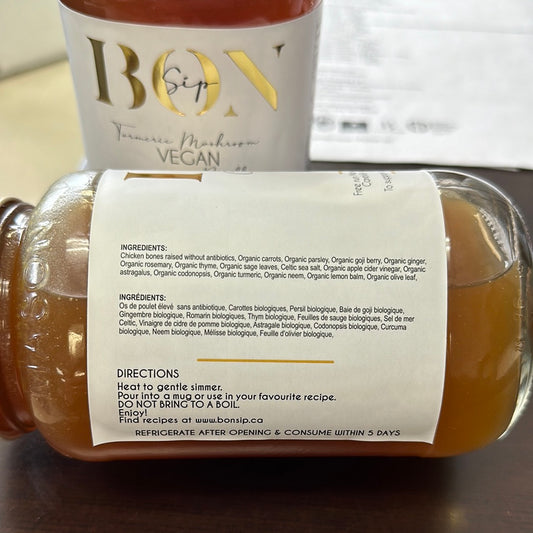 BON
Sip
Turmeric Mushroom
VEGAN
INGREDIENTS:
Chicken bones raised without antibiotics, Organic carrots, Organic parsley, Organic goji berry, Organic ginger,
Organic rosemary, Organic thyme, Organic sage leaves, Celtic sea salt, Organic apple cider vinegar, Organic
astragalus, Organic codonopsis, Organic turmeric, Organic neem, Organic lemon balm, Organic olive leaf,
INGRÉDIENTS:
Os de poulet élevé sans antibiotique, Carottes biologiques, Persil biologique, Baie de goji biologique,
Gingembre biologique, Romarin biologiques, Thym biologique, Feuilles de sauge biologiques, Sel de mer
Celtic, Vinaigre de cidre de pomme biologique, Astragale biologique, Codonopsis biologique, Curcuma
biologique, Neem biologique, Mélisse biologique, Feuille d'olivier biologique,
DIRECTIONS
Heat to gentle simmer.
Pour into a mug or use in your favourite recipe.
DO NOT BRING TO A BOIL.
Enjoy!
Find recipes at www.bonsip.ca
REFRIGERATE AFTER OPENING & CONSUME WITHIN 5 DAYS
MASON